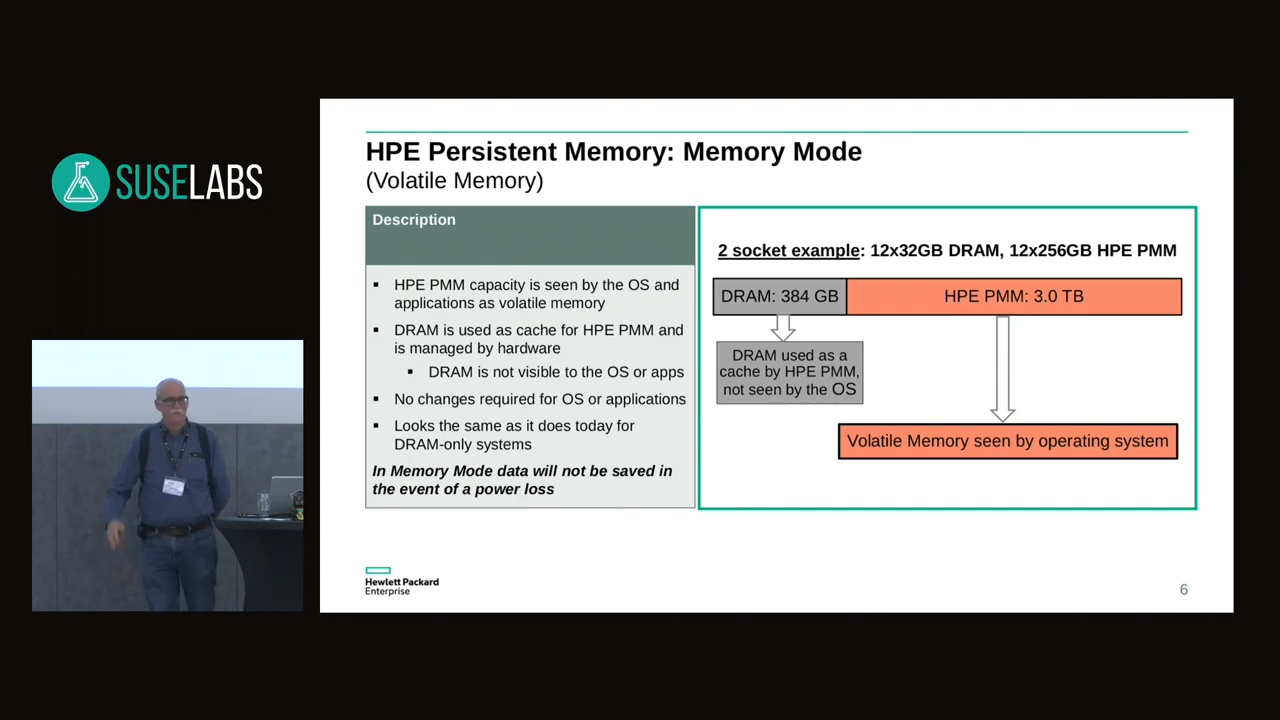 SUSELABS
HPE Persistent Memory: Memory Mode
(Volatile Memory)
Description
▪ HPE PMM capacity is seen by the OS and
applications as volatile memory
▪ DRAM is used as cache for HPE PMM and
is managed by hardware
▪ DRAM is not visible to the OS or apps
▪ No changes required for OS or applications
▪ Looks the same as it does today for
DRAM-only systems
In Memory Mode data will not be saved in
the event of a power loss
2 socket example: 12x32GB DRAM, 12x256GB HPE PMM
DRAM: 384 GB
HPE PMM: 3.0 TB
DRAM used as a
cache by HPE PMM,
not seen by the OS
Volatile Memory seen by operating system
Hewlett Packard
Enterprise
6